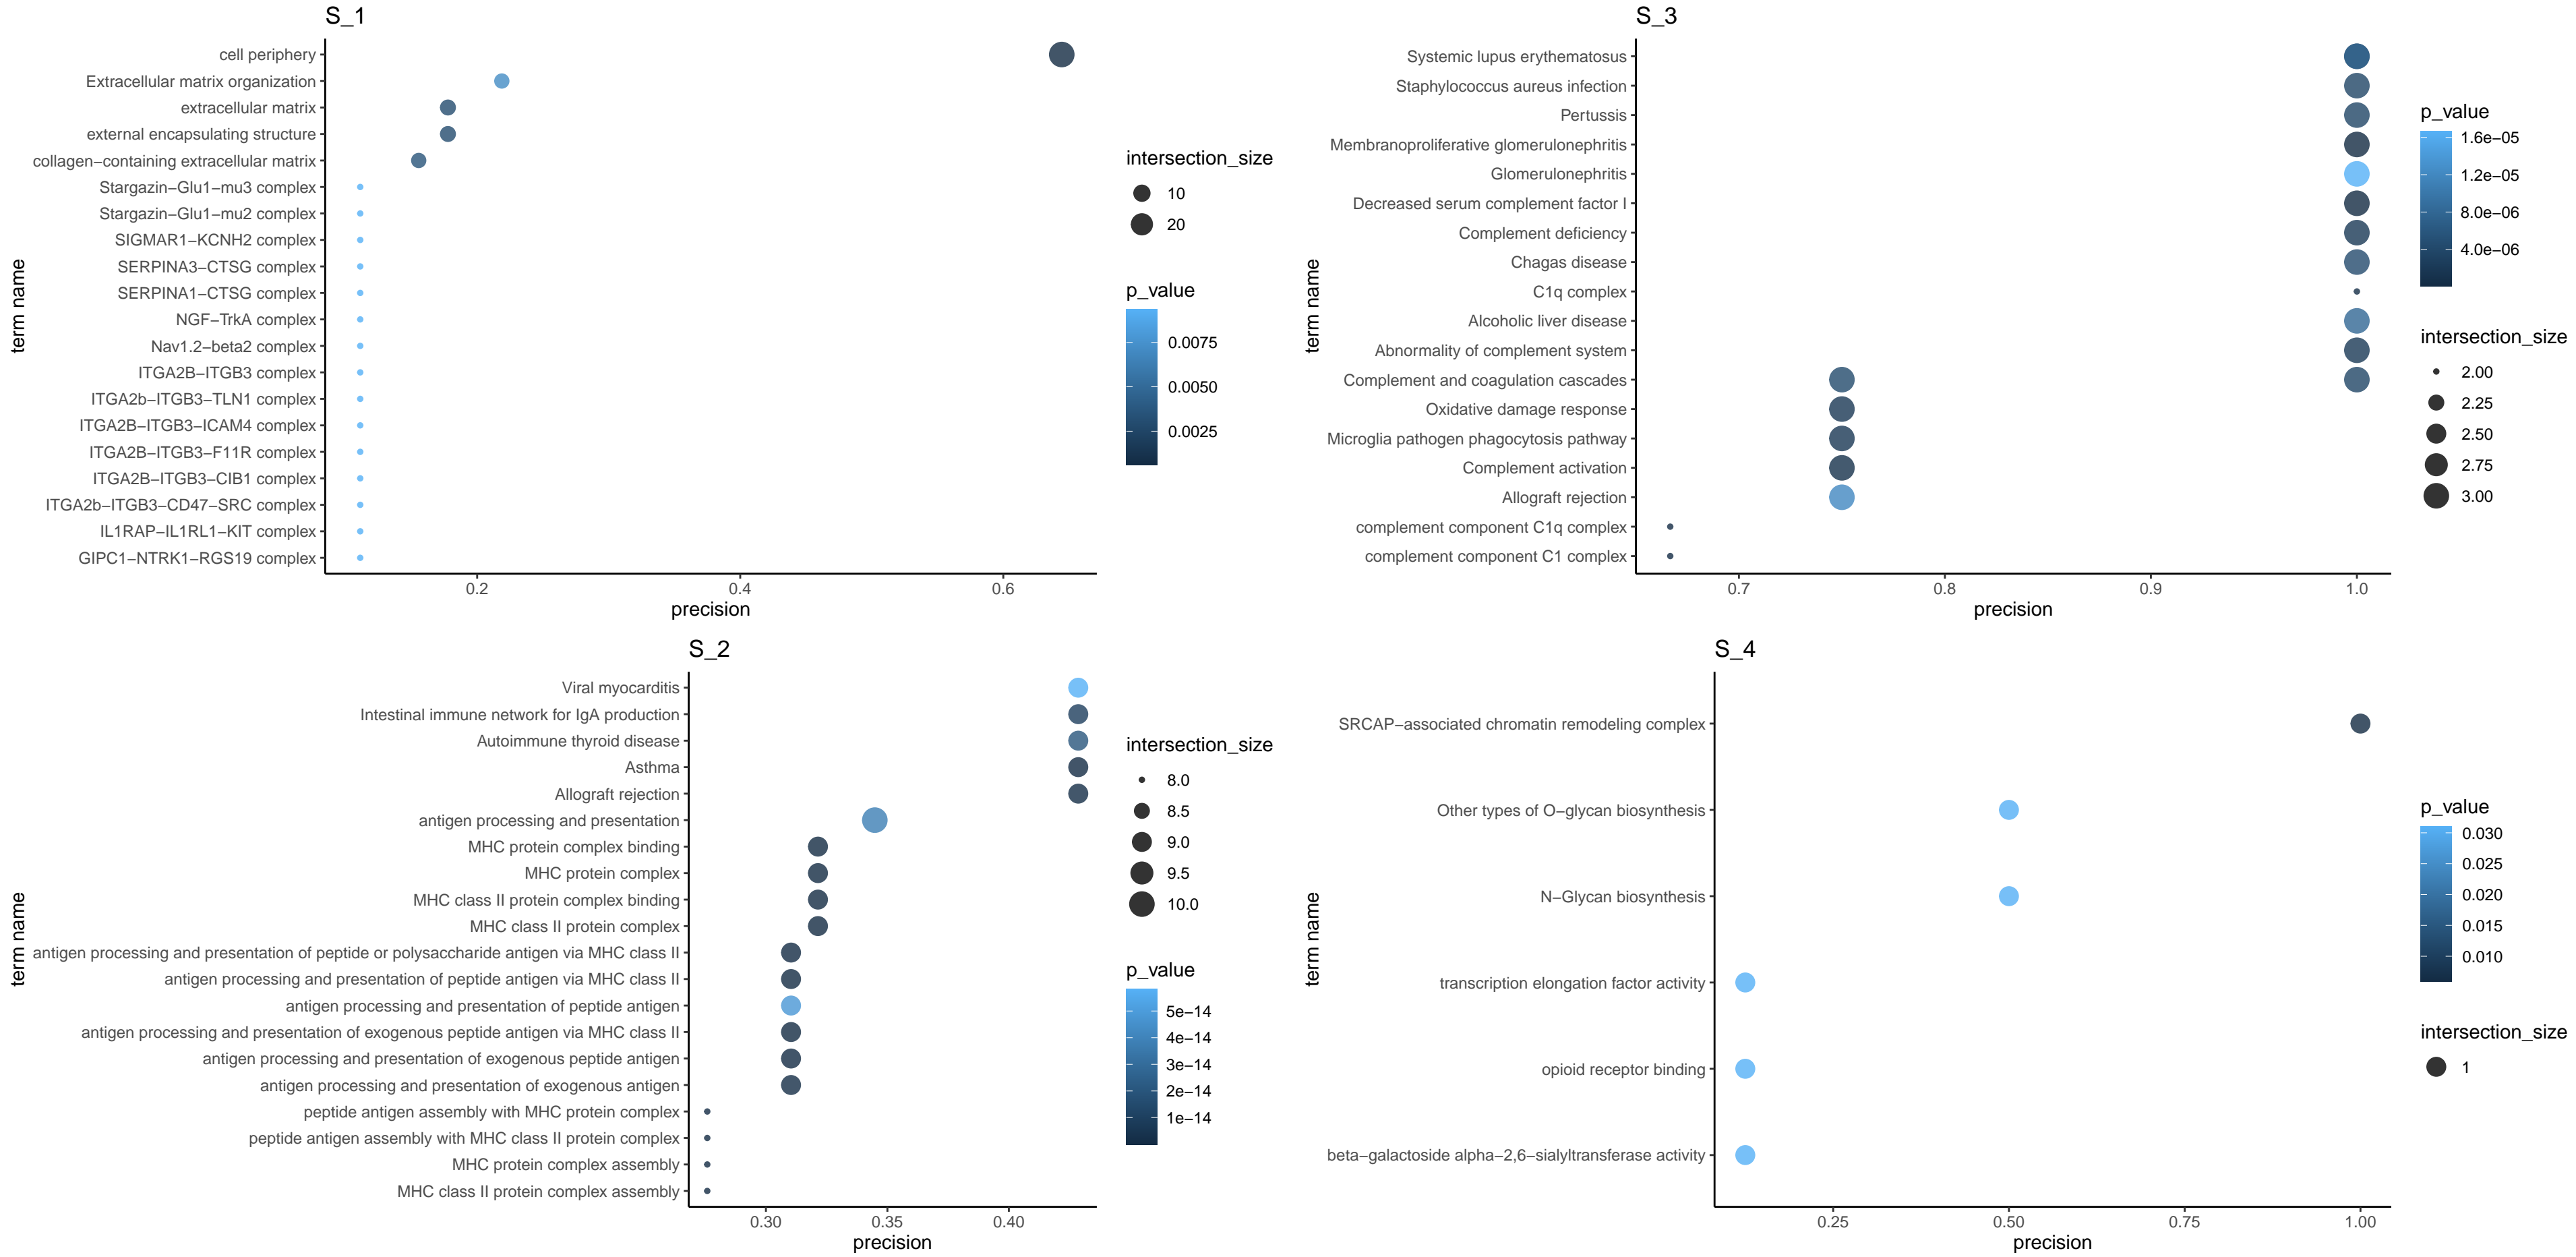 S_1
cell periphery
Extracellular matrix organization
extracellular matrix
external encapsulating structure
collagen−containing extracellular matrix
Stargazin−Glu1−mu3 complex
Stargazin−Glu1−mu2 complex
SIGMAR1−KCNH2 complex
SERPINA3−CTSG complex
SERPINA1−CTSG complex
NGF−TrkA complex
Nav1.2−beta2 complex
ITGA2B−ITGB3 complex
ITGA2b−ITGB3−TLN1 complex
ITGA2B−ITGB3−ICAM4 complex
ITGA2B−ITGB3−F11R complex
ITGA2B−ITGB3−CIB1 complex
ITGA2b−ITGB3−CD47−SRC complex
IL1RAP−IL1RL1−KIT complex
GIPC1−NTRK1−RGS19 complex
term name
0.2 0.4 0.6
precision
intersection_size
10
20
p_value
0.0075
0.0050
0.0025
S_3
Systemic lupus erythematosus
Staphylococcus aureus infection
Pertussis
Membranoproliferative glomerulonephritis
Glomerulonephritis
Decreased serum complement factor I
Complement deficiency
Chagas disease
C1q complex
Alcoholic liver disease
Abnormality of complement system
Complement and coagulation cascades
Oxidative damage response
Microglia pathogen phagocytosis pathway
Complement activation
Allograft rejection
complement component C1q complex
complement component C1 complex
term name
0.7 0.8 0.9 1.0
precision
p_value
1.6e−05
1.2e−05
8.0e−06
4.0e−06
intersection_size
2.00
2.25
2.50
2.75
3.00
S_2
Viral myocarditis
Intestinal immune network for IgA production
Autoimmune thyroid disease
Asthma
Allograft rejection
antigen processing and presentation
MHC protein complex binding
MHC protein complex
MHC class II protein complex binding
MHC class II protein complex
antigen processing and presentation of peptide or polysaccharide antigen via MHC class II
antigen processing and presentation of peptide antigen via MHC class II
antigen processing and presentation of peptide antigen
antigen processing and presentation of exogenous peptide antigen via MHC class II
antigen processing and presentation of exogenous peptide antigen
antigen processing and presentation of exogenous antigen
peptide antigen assembly with MHC protein complex
peptide antigen assembly with MHC class II protein complex
MHC protein complex assembly
MHC class II protein complex assembly
term name
0.30 0.35 0.40
precision
intersection_size
8.0
8.5
9.0
9.5
10.0
p_value
5e−14
4e−14
3e−14
2e−14
1e−14
S_4
SRCAP−associated chromatin remodeling complex
Other types of O−glycan biosynthesis
N−Glycan biosynthesis
transcription elongation factor activity
opioid receptor binding
beta−galactoside alpha−2,6−sialyltransferase activity
term name
0.25 0.50 0.75 1.00
precision
p_value
0.030
0.025
0.020
0.015
0.010
intersection_size
1